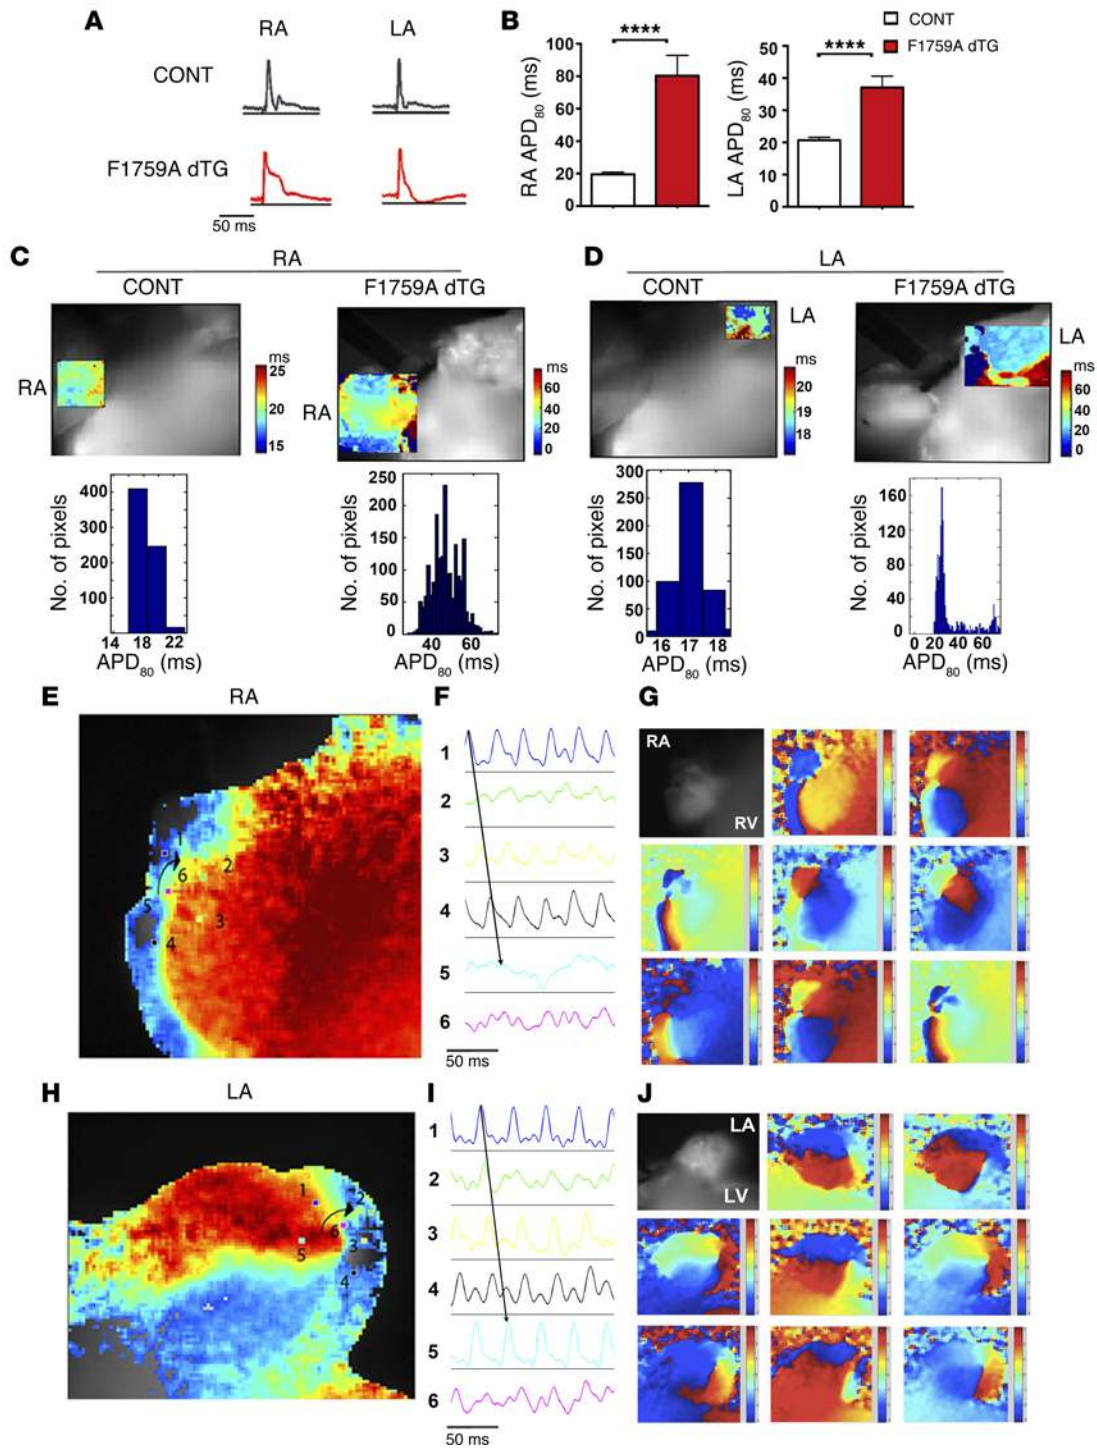 A
RA LA
CONT
F1759A dTG
50 ms
B
CONT
F1759A dTG
****
RA APD80 (ms)
100
80
60
40
20
0
****
LA APD80 (ms)
50
40
30
20
10
0
C
RA
CONT F1759A dTG
RA
ms
25
20
15
RA
ms
60
40
20
0
No. of pixels
400
300
200
100
14 18 22
APD80 (ms)
No. of pixels
250
200
150
100
50
0
40 60
APD80 (ms)
D
LA
CONT F1759A dTG
LA
ms
20
19
18
LA
ms
60
40
20
0
No. of pixels
300
250
200
150
100
50
0
16 17 18
APD80 (ms)
No. of pixels
160
120
80
40
0
0 20 40 60
APD80 (ms)
E
RA
1
2
6
5
3
4
F
1
2
3
4
5
6
50 ms
G
RA
RV
H
LA
1
2
6
5
3
4
I
1
2
3
4
5
6
50 ms
J
LA
LV